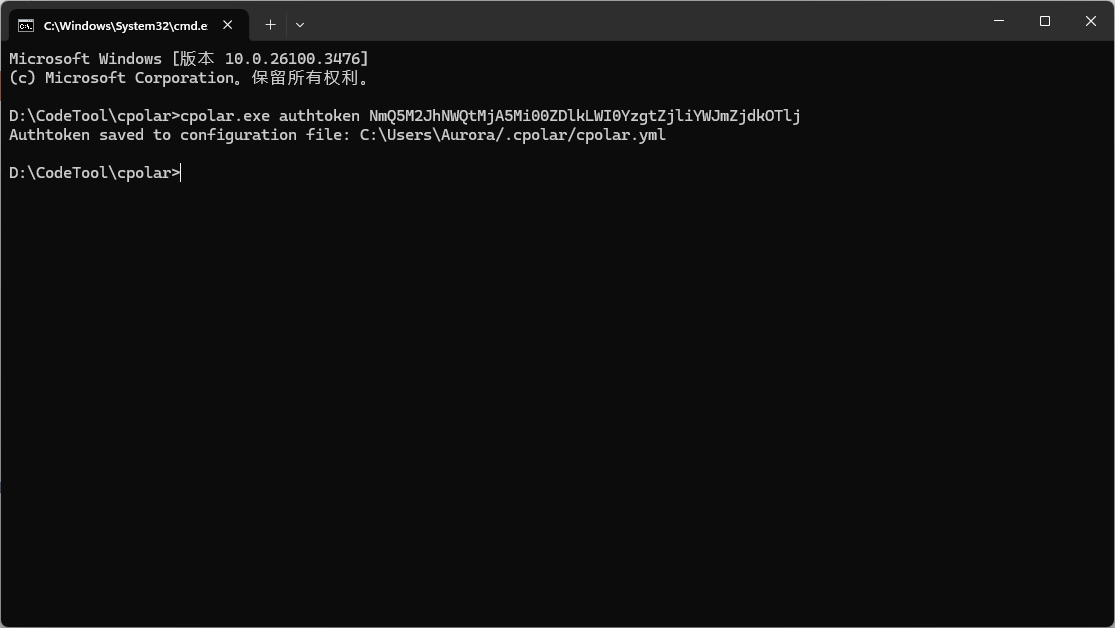 C:\Windows\System32\cmd.e
Microsoft Windows [版本 10.0.26100.3476]
(c) Microsoft Corporation。保留所有权利。
D:\CodeTool\cpolar>cpolar.exe authtoken NmQ5M2JhNWQtMjA5Mi00ZDlkLWI0YzgtZjliYWJmZjdkOTlj
Authtoken saved to configuration file: C:\Users\Aurora/.cpolar/cpolar.yml
D:\CodeTool\cpolar>